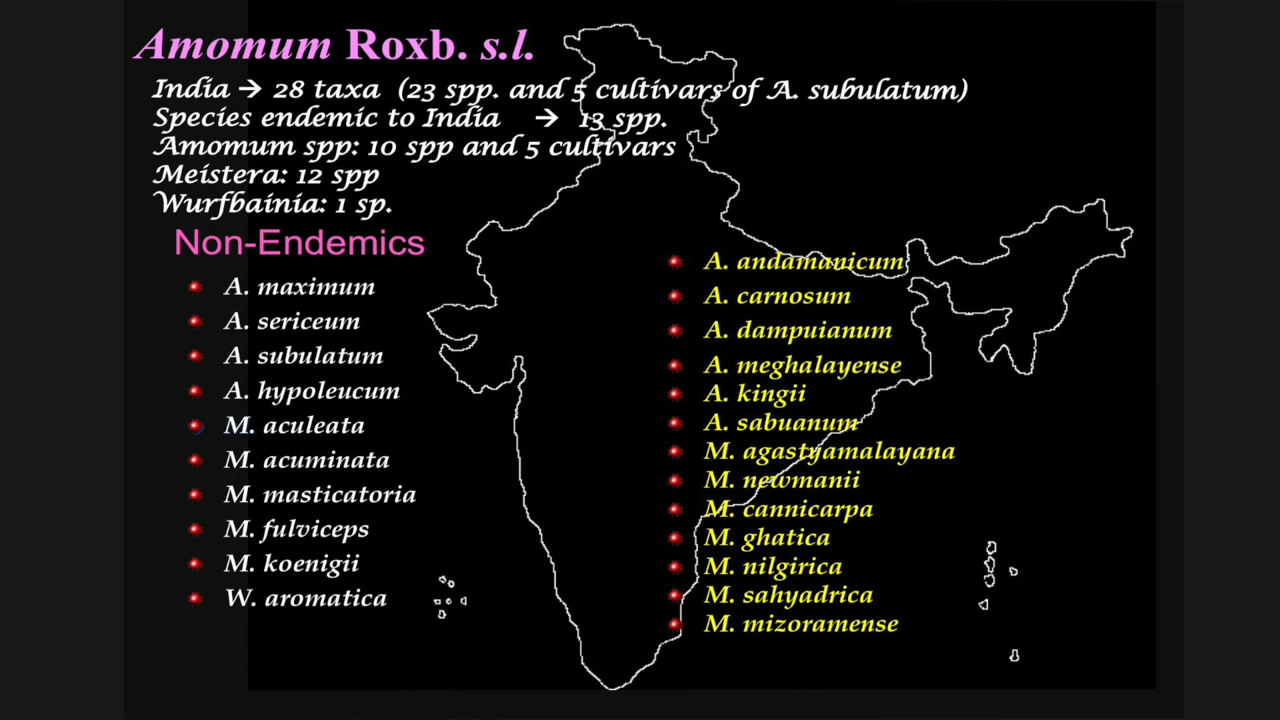 Amomum Roxb. s.l.
India → 28 taxa (23 spp. and 5 cultivars of A. subulatum)
Species endemic to India → 13 spp.
Amomum spp: 10 spp and 5 cultivars
Meistera: 12 spp
Wurfbainia: 1 sp.
Non-Endemics
A. maximum
A. sericeum
A. subulatum
A. hypoleucum
M. aculeata
M. acuminata
M. masticatoria
M. fulviceps
M. koenigii
W. aromatica
A. andamanicum
A. carnosum
A. dampuianum
A. meghalayense
A. kingii
A. sabuanum
M. agastyamalayana
M. newmanii
M. cannicarpa
M. ghatica
M. nilgirica
M. sahyadrica
M. mizoramense